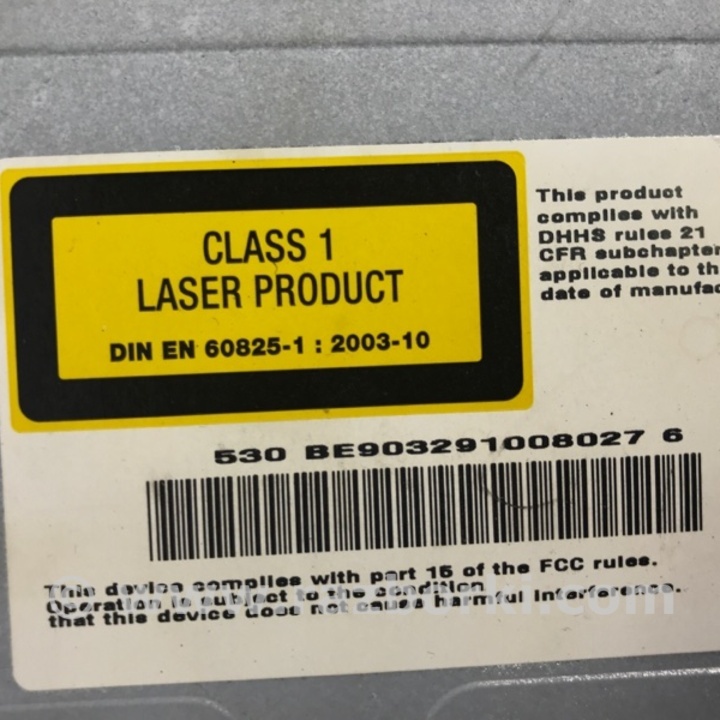 CLASS 1
LASER PRODUCT
DIN EN 60825-1 : 2003-10
This product
complies with
DHHS rules 21
CFR subchapter
applicable to th
date of manufac
530 BE903291008027 6
This device complies with part 15 of the FCC rules.
Operation is subject to the condition
that this device does not cause harmful interference.